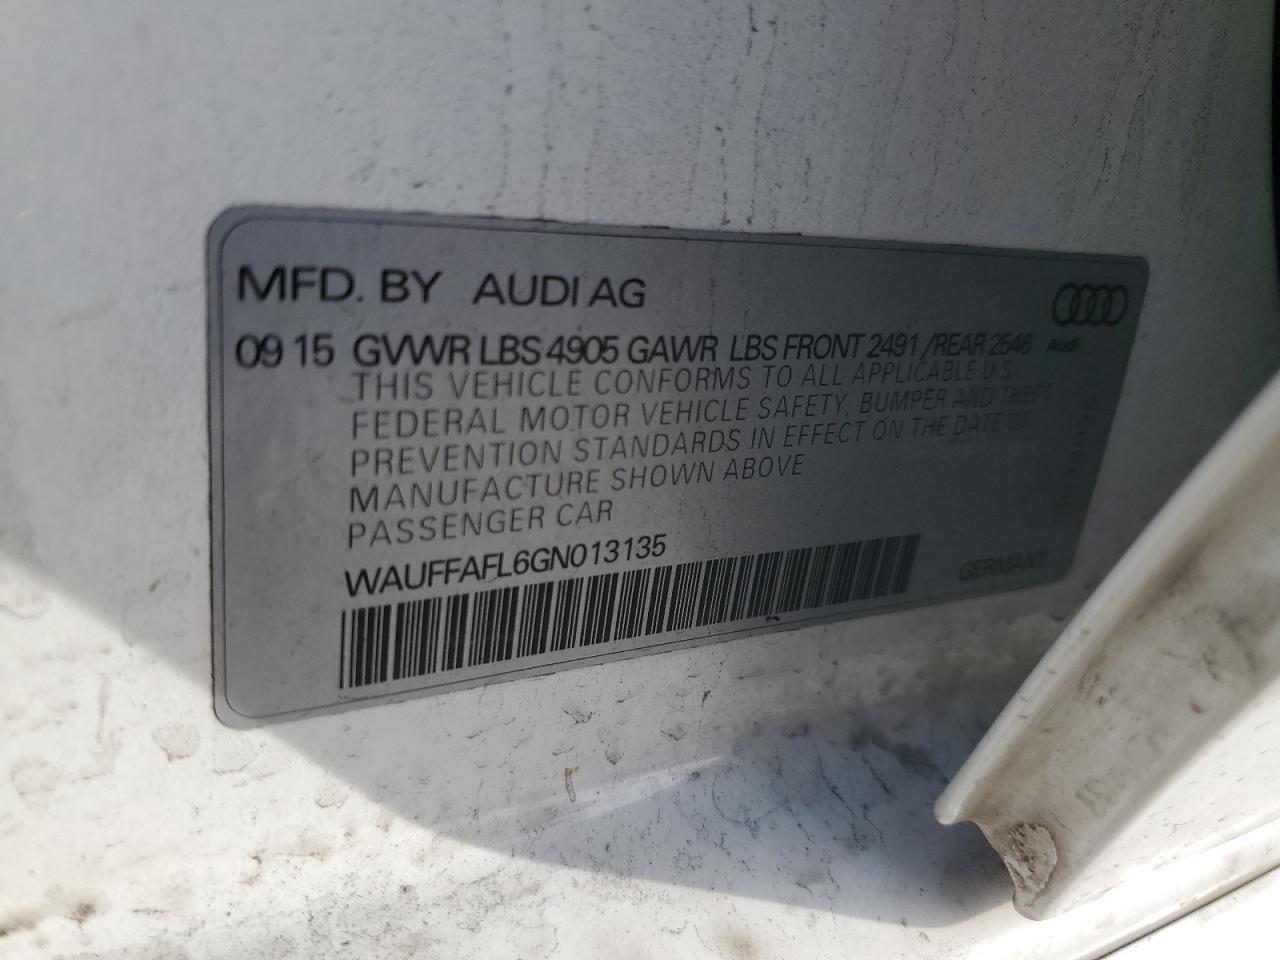 MFD. BY AUDI AG
09 15 GVWR LBS 4905 GAWR LBS FRONT 2491 / REAR 2546
Audi
THIS VEHICLE CONFORMS TO ALL APPLICABLE U S
FEDERAL MOTOR VEHICLE SAFETY, BUMPER AND THEFT
PREVENTION STANDARDS IN EFFECT ON THE DATE OF
MANUFACTURE SHOWN ABOVE
PASSENGER CAR
WAUFFAFL6GN013135
GERMANY